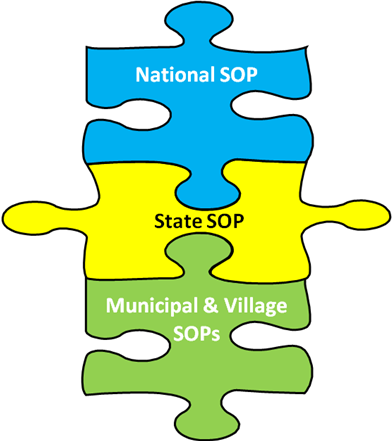 National SOP
State SOP
Municipal & Village
SOPs